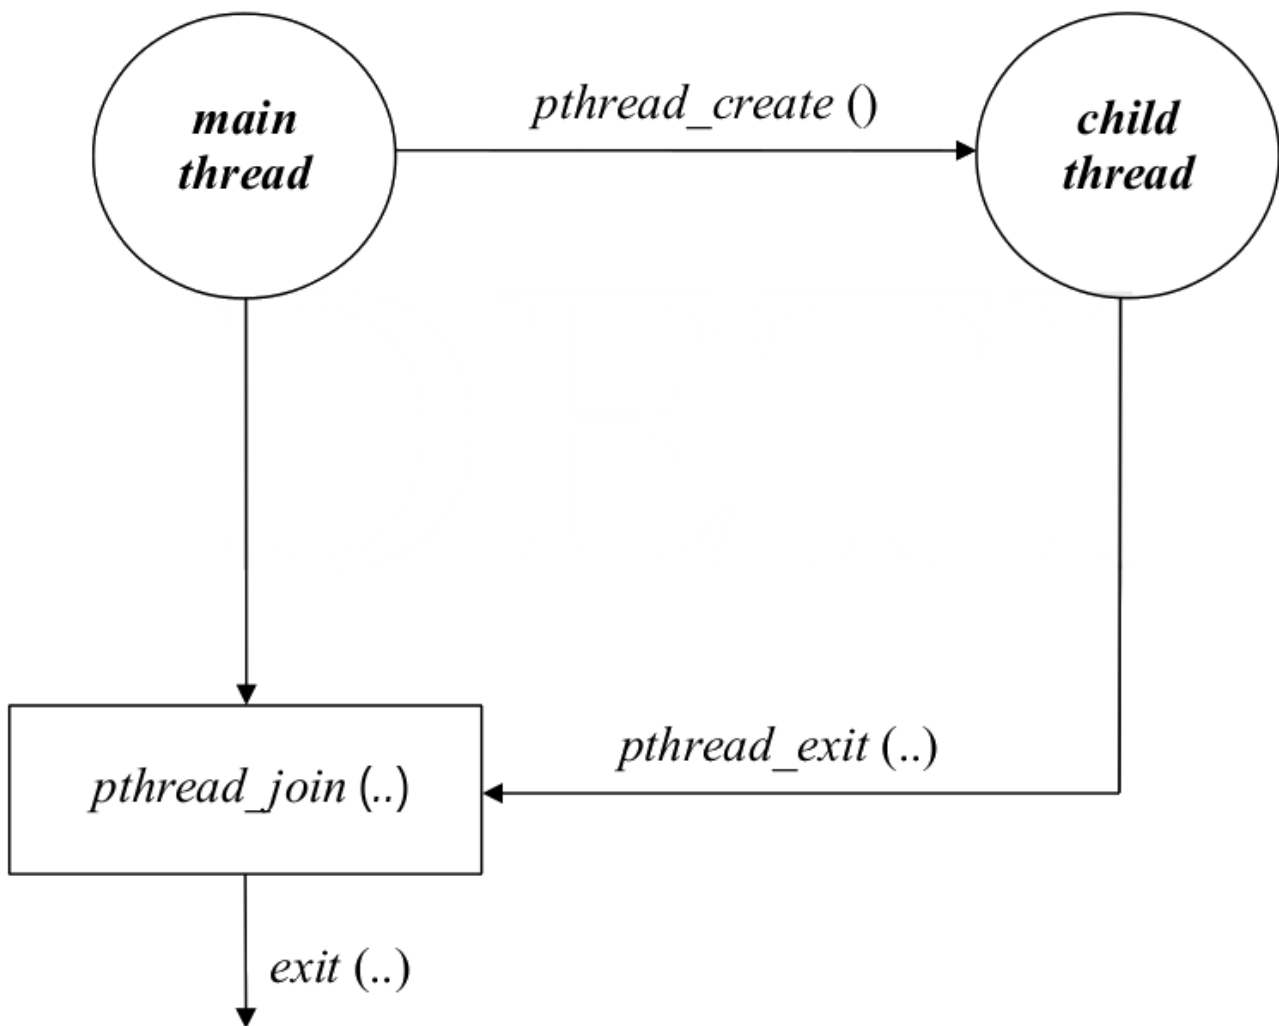 main
thread
pthread_create ()
child
thread
pthread_exit (..)
pthread_join (..)
exit (..)